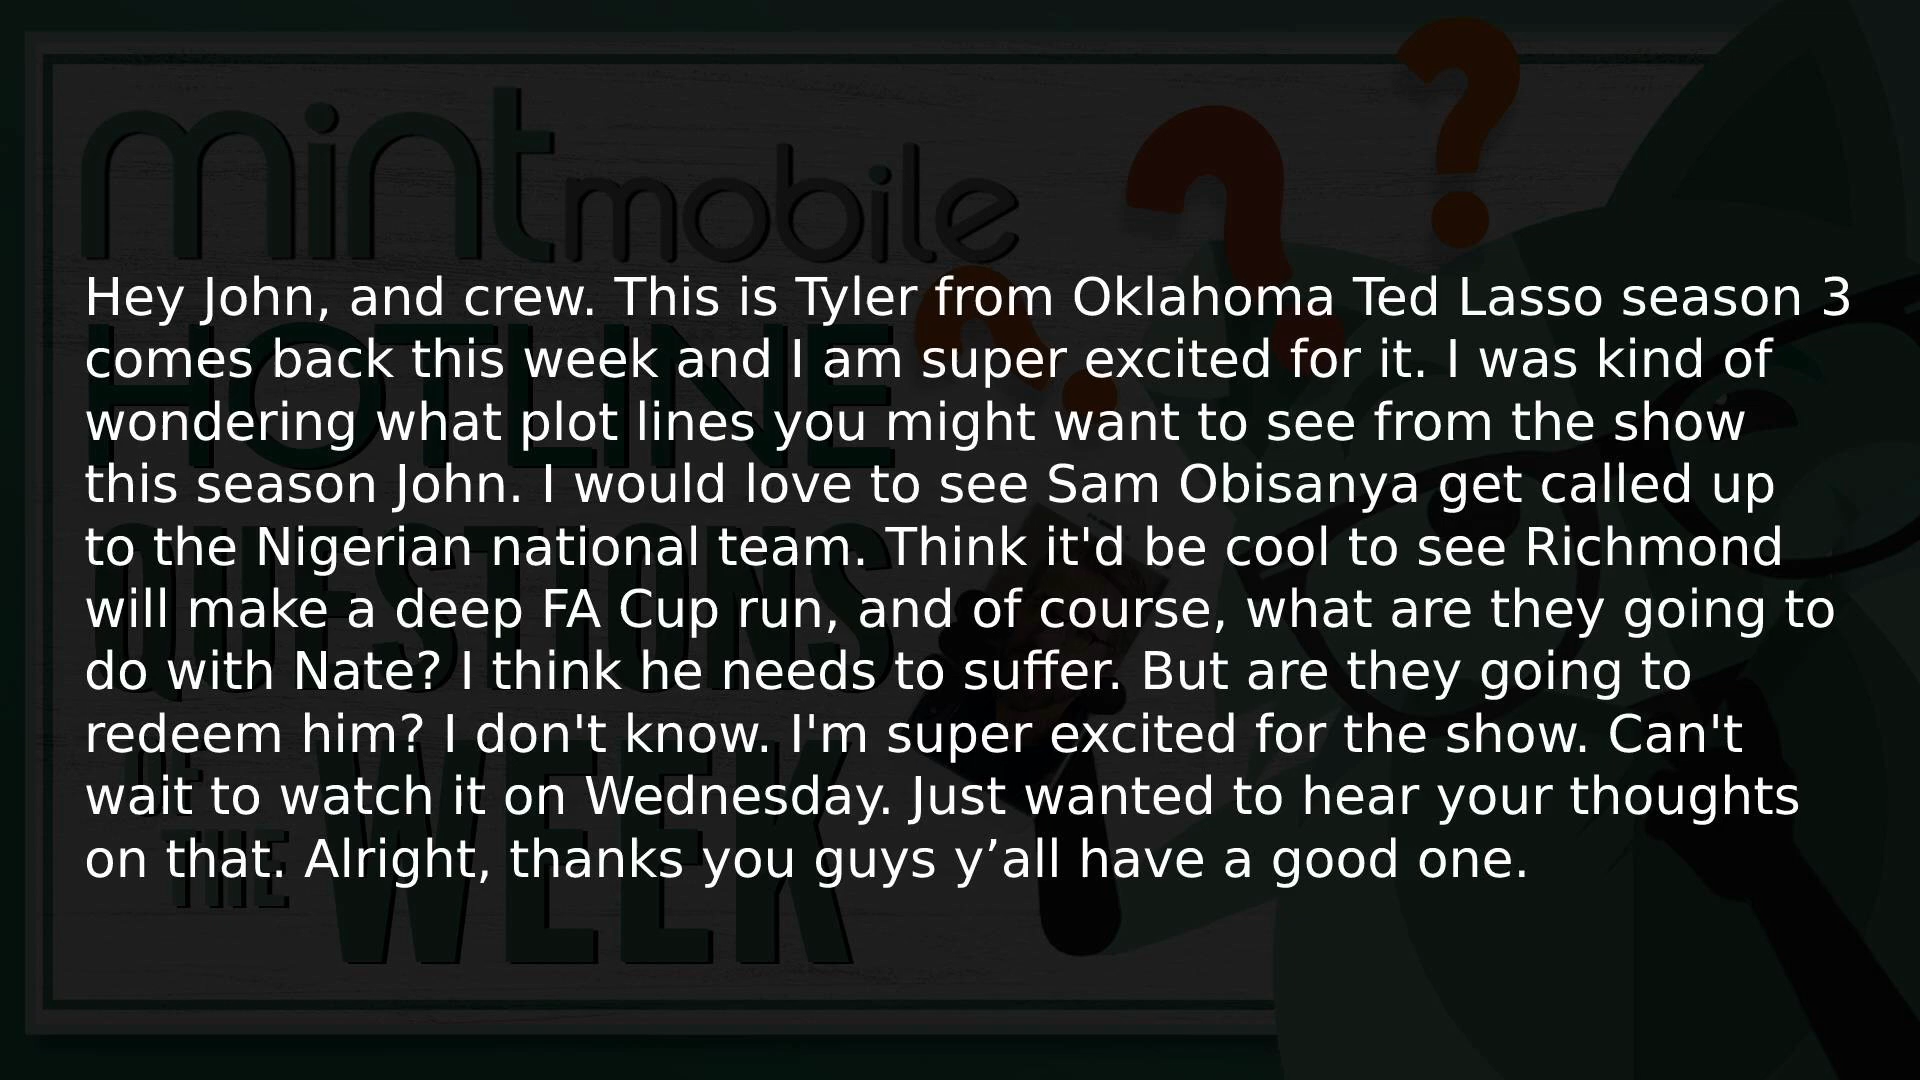 mint mobile
HOTLINE
QUESTIONS
OF
THE WEEK
Hey John, and crew. This is Tyler from Oklahoma Ted Lasso season 3
comes back this week and I am super excited for it. I was kind of
wondering what plot lines you might want to see from the show
this season John. I would love to see Sam Obisanya get called up
to the Nigerian national team. Think it'd be cool to see Richmond
will make a deep FA Cup run, and of course, what are they going to
do with Nate? I think he needs to suffer. But are they going to
redeem him? I don't know. I'm super excited for the show. Can't
wait to watch it on Wednesday. Just wanted to hear your thoughts
on that. Alright, thanks you guys y’all have a good one.